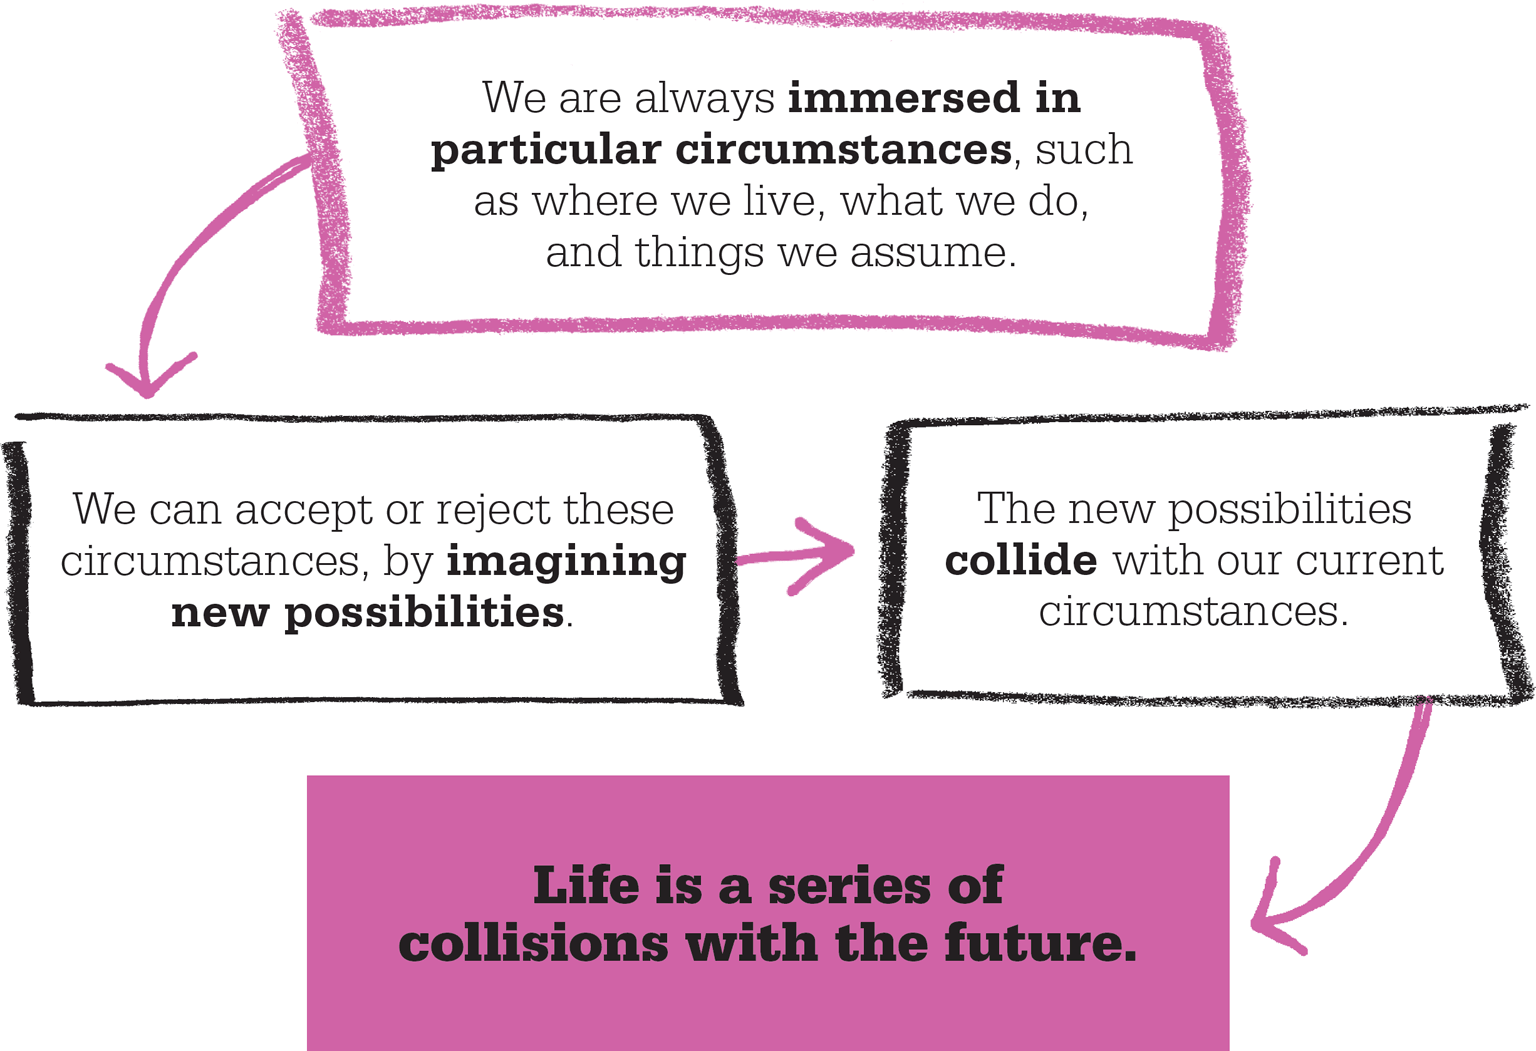 We are always immersed in
particular circumstances, such
as where we live, what we do,
and things we assume.
We can accept or reject these
circumstances, by imagining
new possibilities.
The new possibilities
collide with our current
circumstances.
Life is a series of
collisions with the future.